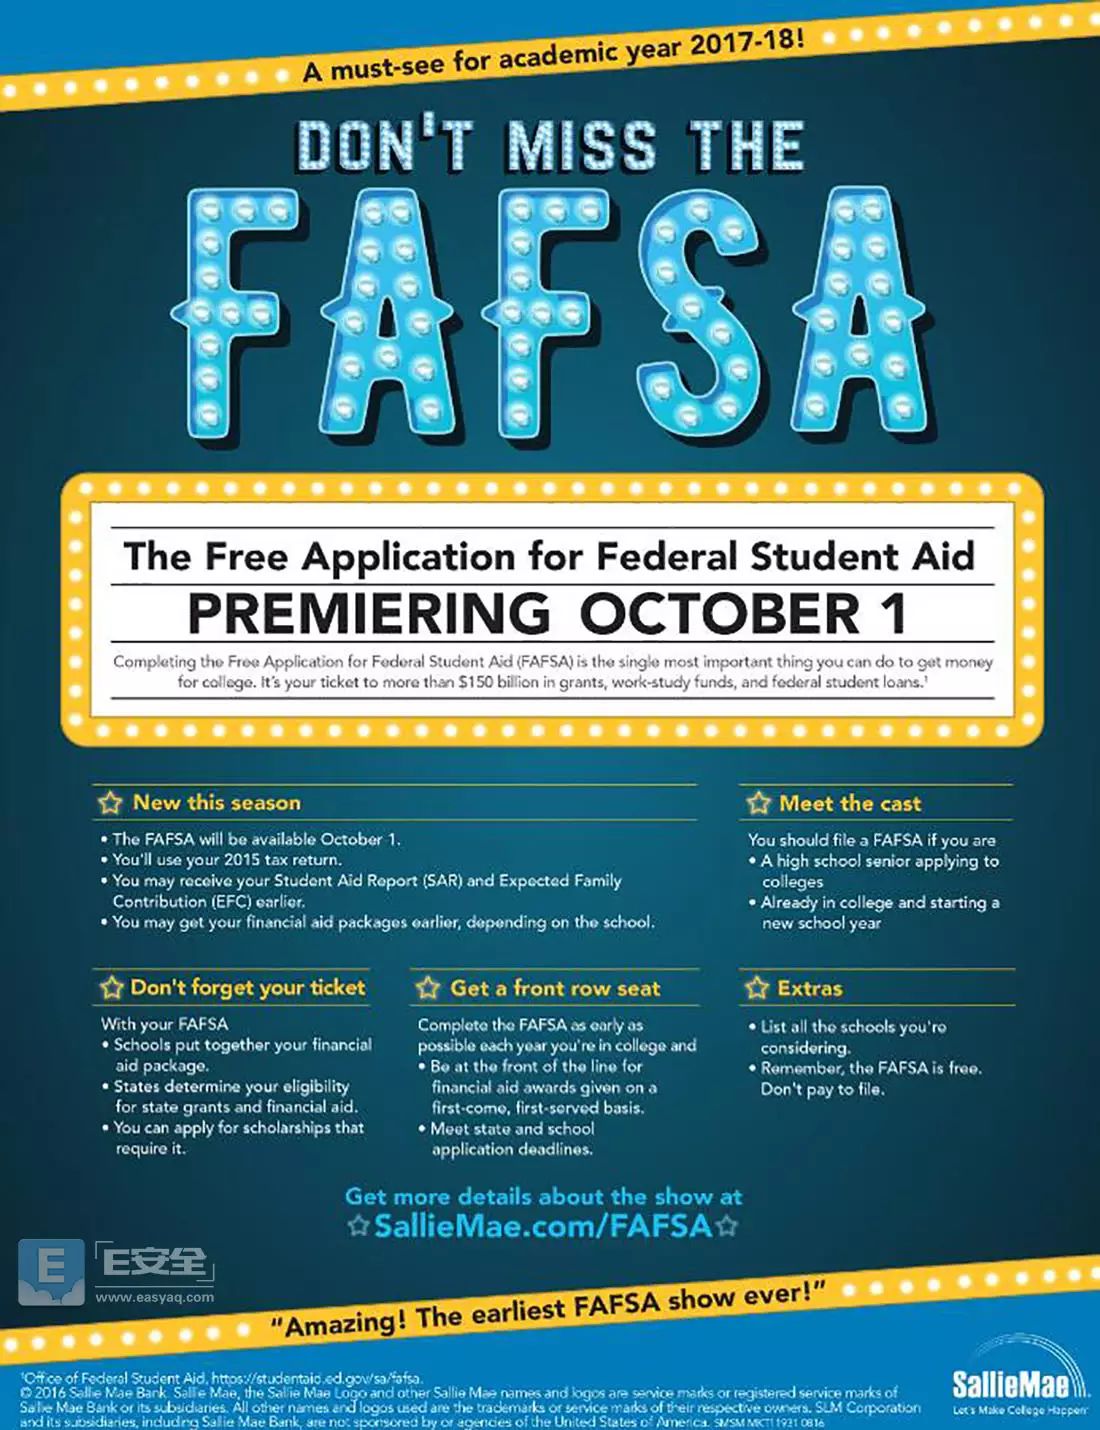 A must-see for academic year 2017-18!
DON'T MISS THE
FAFSA
The Free Application for Federal Student Aid
PREMIERING OCTOBER 1
Completing the Free Application for Federal Student Aid (FAFSA) is the single most important thing you can do to get money
for college. It's your ticket to more than $150 billion in grants, work-study funds, and federal student loans.¹
New this season
• The FAFSA will be available October 1.
• You'll use your 2015 tax return.
• You may receive your Student Aid Report (SAR) and Expected Family
Contribution (EFC) earlier.
• You may get your financial aid packages earlier, depending on the school.
Meet the cast
You should file a FAFSA if you are
• A high school senior applying to
colleges
• Already in college and starting a
new school year
Don't forget your ticket
With your FAFSA
• Schools put together your financial
aid package.
• States determine your eligibility
for state grants and financial aid.
• You can apply for scholarships that
require it.
Get a front row seat
Complete the FAFSA as early as
possible each year you're in college and
• Be at the front of the line for
financial aid awards given on a
first-come, first-served basis.
• Meet state and school
application deadlines.
Extras
• List all the schools you're
considering.
• Remember, the FAFSA is free.
Don't pay to file.
Get more details about the show at
SallieMae.com/FAFSA
E「E安全」
www.easyaq.com
"Amazing! The earliest FAFSA show ever!"
¹Office of Federal Student Aid, https://studentaid.ed.gov/sa/fafsa.
© 2016 Sallie Mae Bank. Sallie Mae, the Sallie Mae Logo and other Sallie Mae names and logos are service marks or registered service marks of
Sallie Mae Bank or its subsidiaries. All other names and logos used are the trademarks or service marks of their respective owners. SLM Corporation
and its subsidiaries, including Sallie Mae Bank, are not sponsored by or agencies of the United States of America. SMSM MKT11931 0816
SallieMae
Let's Make College Happen